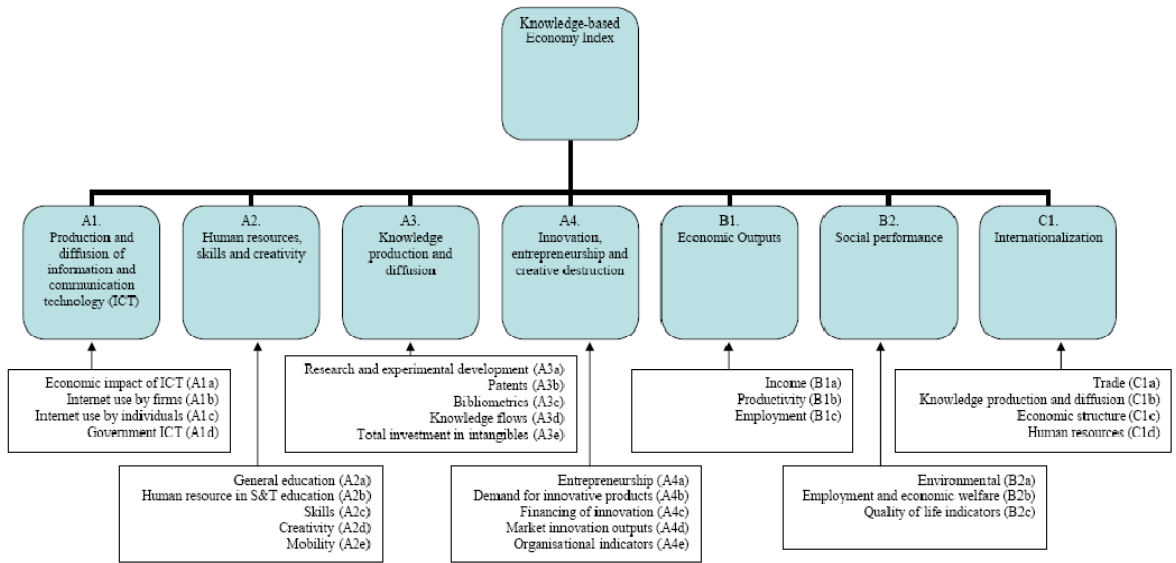 Knowledge-based
Economy Index
A1.
Production and
diffusion of
information and
communication
technology (ICT)
A2.
Human resources,
skills and creativity
A3.
Knowledge
production and
diffusion
A4.
Innovation,
entrepreneurship and
creative destruction
B1.
Economic Outputs
B2.
Social performance
C1.
Internationalization
Economic impact of ICT (A1a)
Internet use by firms (A1b)
Internet use by individuals (A1c)
Government ICT (A1d)
General education (A2a)
Human resource in S&T education (A2b)
Skills (A2c)
Creativity (A2d)
Mobility (A2e)
Research and experimental development (A3a)
Patents (A3b)
Bibliometrics (A3c)
Knowledge flows (A3d)
Total investment in intangibles (A3e)
Entrepreneurship (A4a)
Demand for innovative products (A4b)
Financing of innovation (A4c)
Market innovation outputs (A4d)
Organisational indicators (A4e)
Income (B1a)
Productivity (B1b)
Employment (B1c)
Environmental (B2a)
Employment and economic welfare (B2b)
Quality of life indicators (B2c)
Trade (C1a)
Knowledge production and diffusion (C1b)
Economic structure (C1c)
Human resources (C1d)